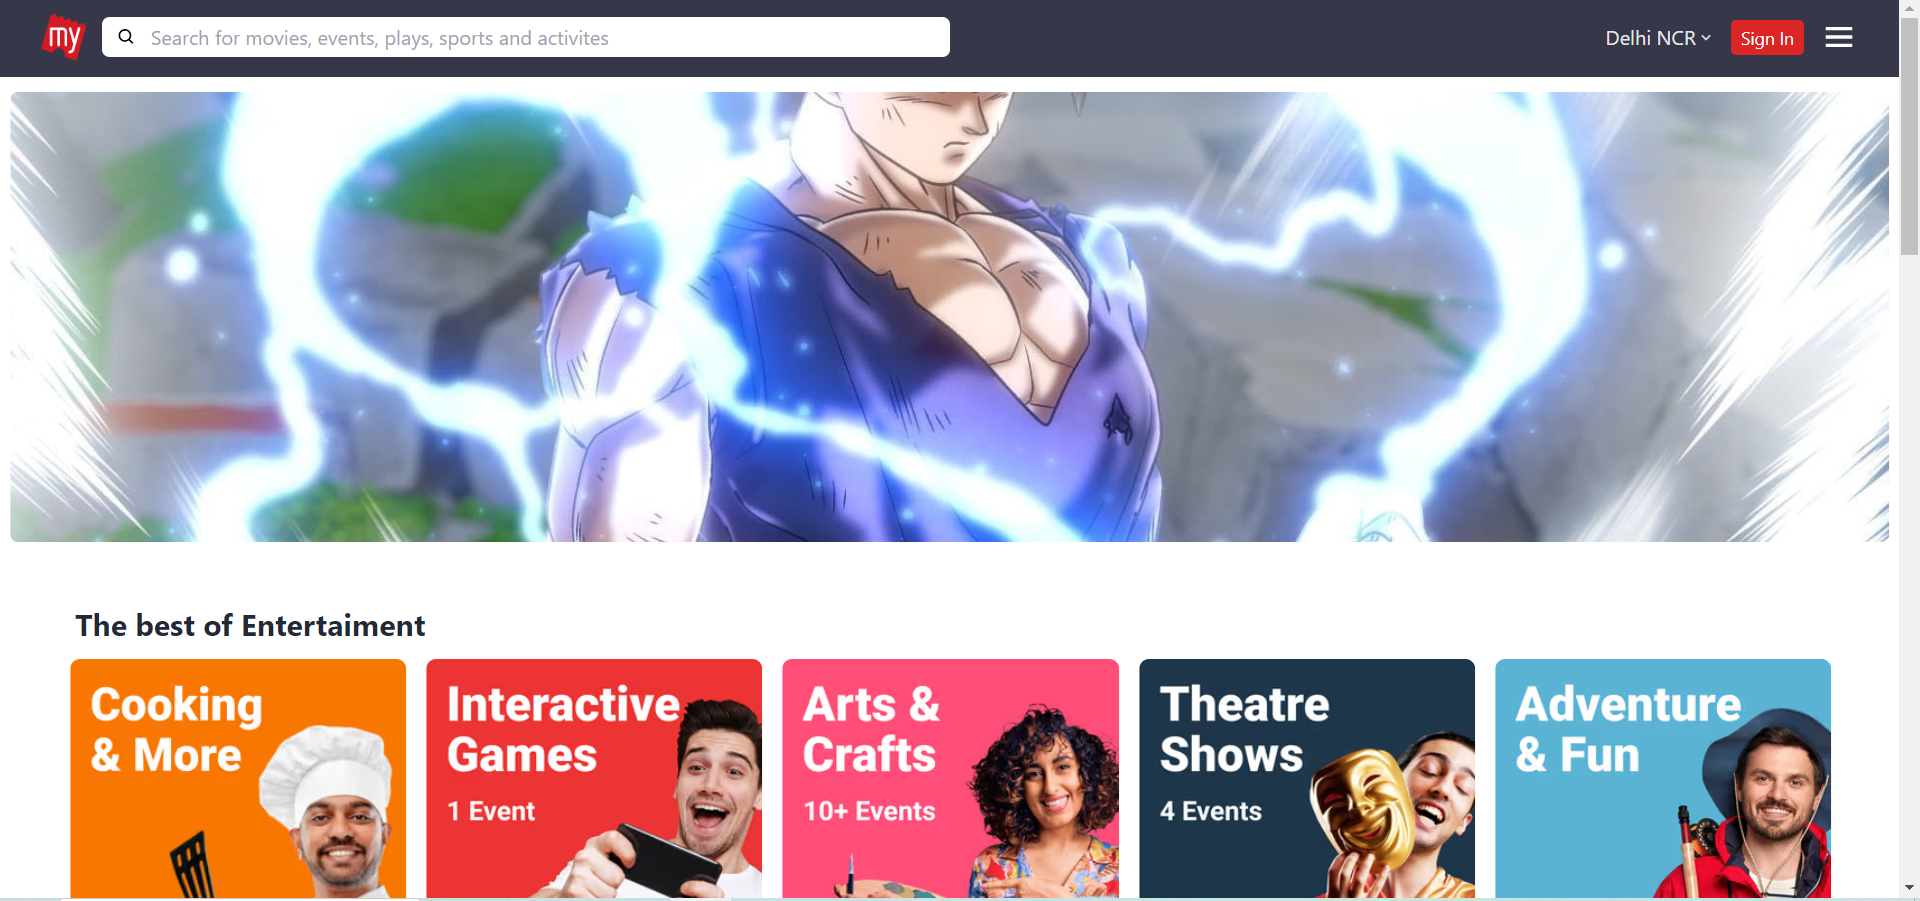 my
Search for movies, events, plays, sports and activites
Delhi NCR
Sign In
The best of Entertaiment
Cooking
& More
Interactive
Games
1 Event
Arts &
Crafts
10+ Events
Theatre
Shows
4 Events
Adventure
& Fun